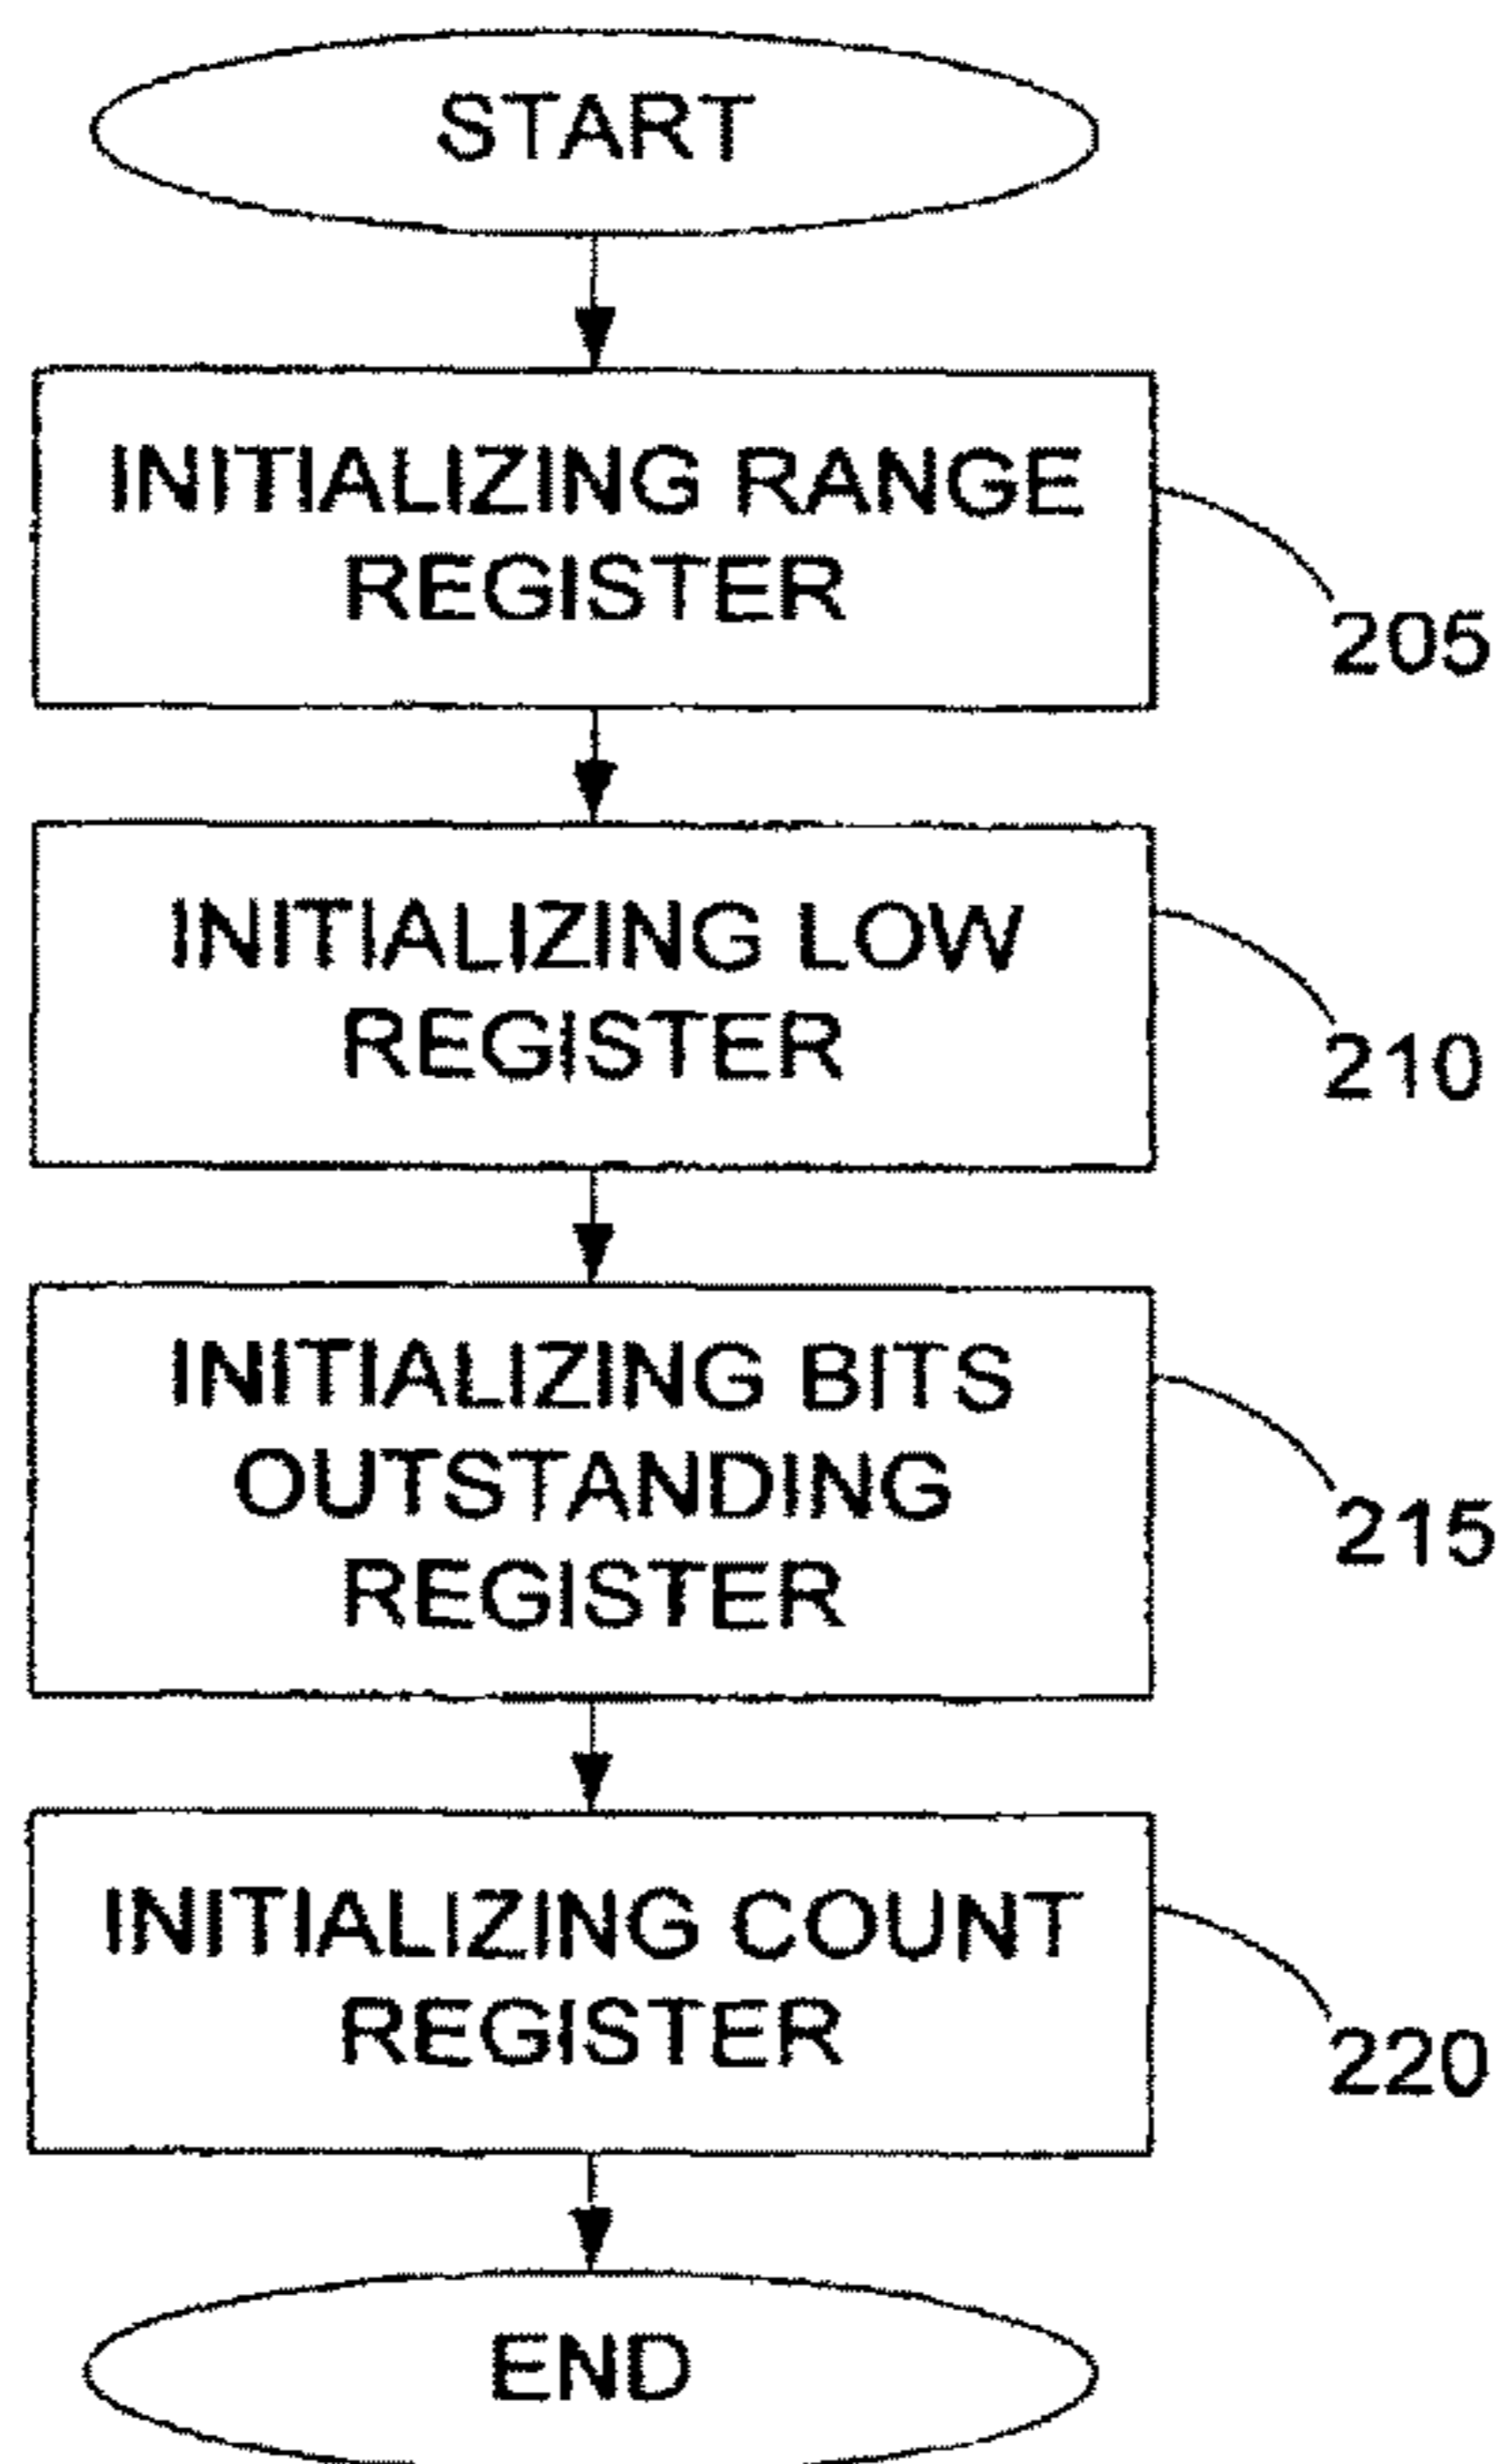 START
INITIALIZING RANGE
REGISTER
205
INITIALIZING LOW
REGISTER
210
INITIALIZING BITS
OUTSTANDING
REGISTER
215
INITIALIZING COUNT
REGISTER
220
END